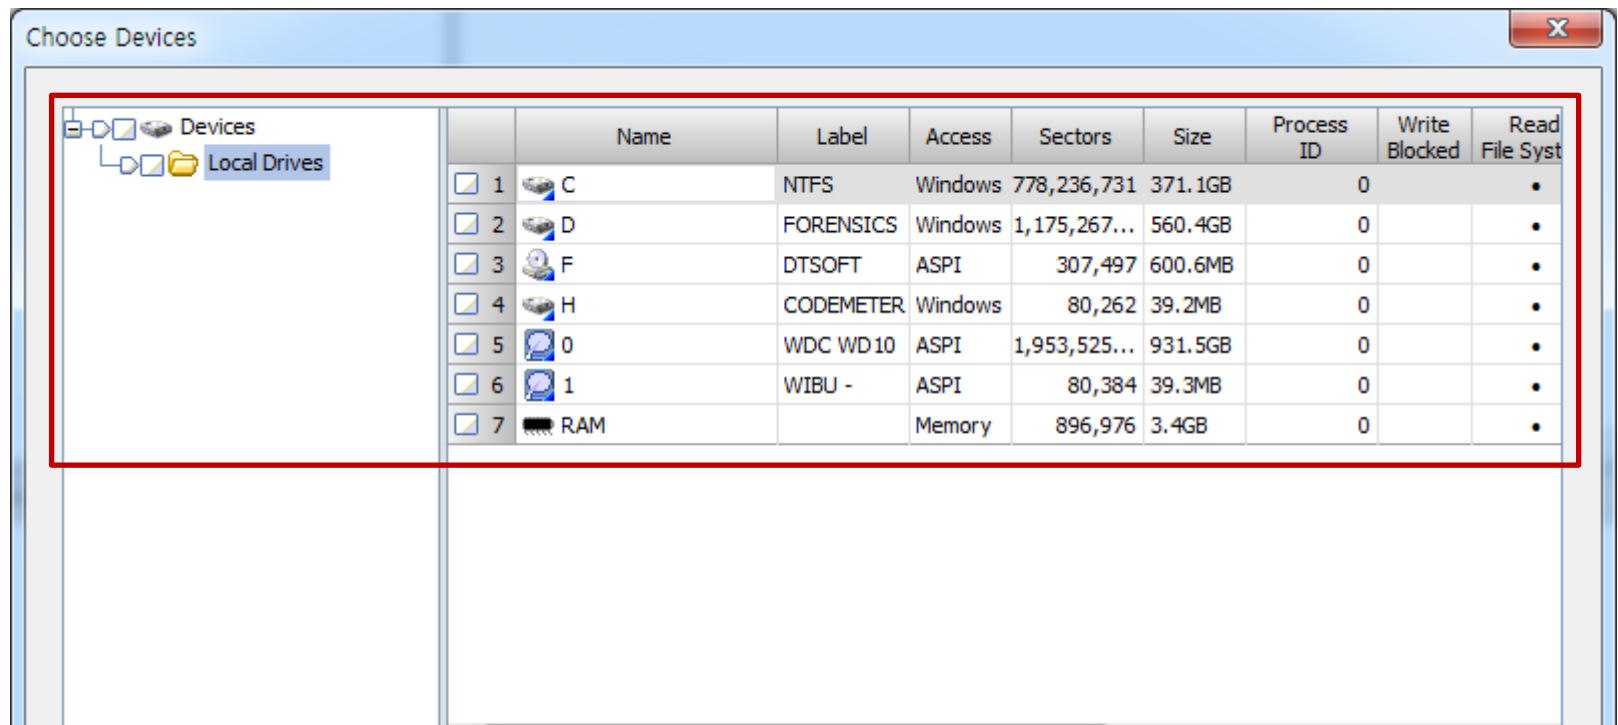 Choose Devices
Devices
Local Drives
Name Label Access Sectors Size Process ID Write Blocked Read File Syst
1 C NTFS Windows 778,236,731 371.1GB 0 •
2 D FORENSICS Windows 1,175,267... 560.4GB 0 •
3 F DTSOFT ASPI 307,497 600.6MB 0 •
4 H CODEMETER Windows 80,262 39.2MB 0 •
5 0 WDC WD10 ASPI 1,953,525... 931.5GB 0 •
6 1 WIBU - ASPI 80,384 39.3MB 0 •
7 RAM Memory 896,976 3.4GB 0 •